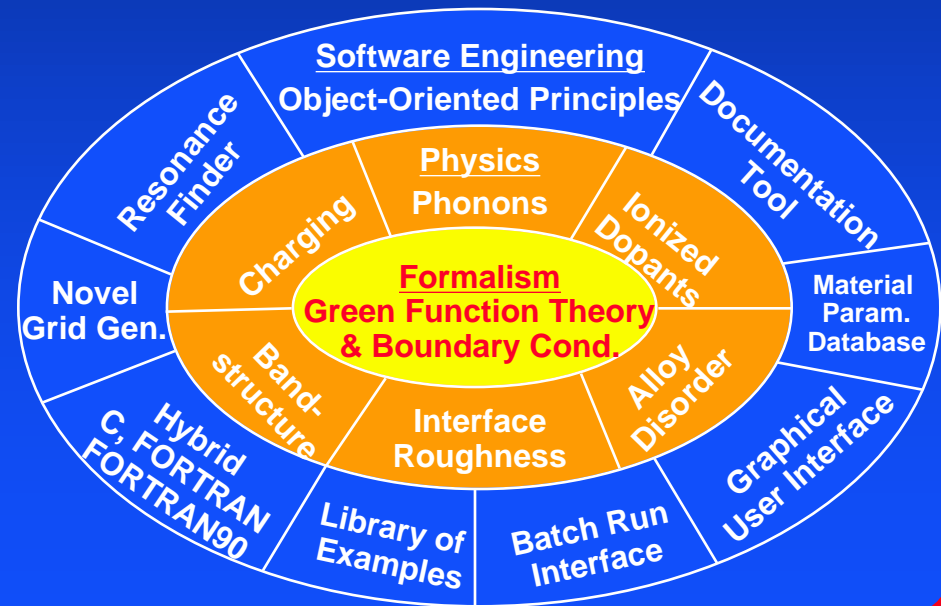 Software Engineering
Object-Oriented Principles
Documentation
Tool
Material
Param.
Database
Graphical
User Interface
Batch Run
Interface
Library of
Examples
Hybrid
C, FORTRAN
FORTRAN90
Novel
Grid Gen.
Resonance
Finder
Physics
Phonons
Ionized
Dopants
Alloy
Disorder
Interface
Roughness
Band-
structure
Charging
Formalism
Green Function Theory
& Boundary Cond.